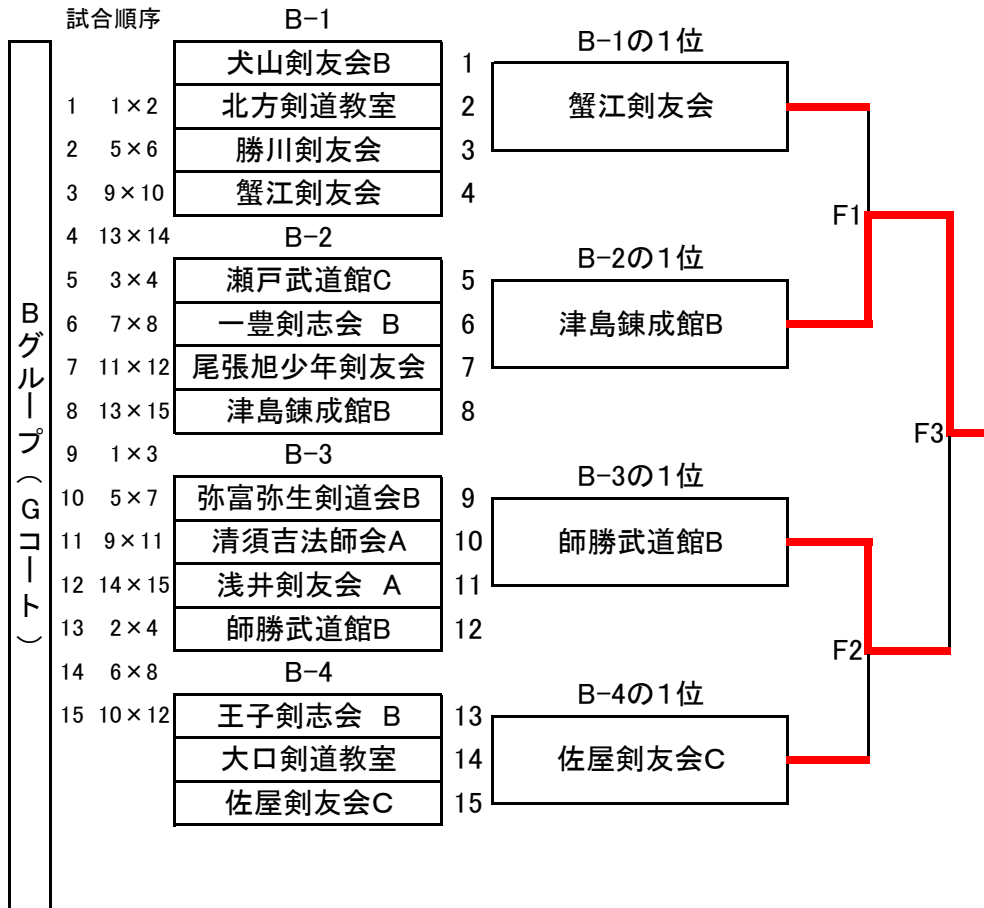 試合順序 B-1
犬山剣友会B 1
1 1×2 北方剣道教室 2
2 5×6 勝川剣友会 3
3 9×10 蟹江剣友会 4
4 13×14 B-2
5 3×4 瀬戸武道館C 5
6 7×8 一豊剣志会 B 6
7 11×12 尾張旭少年剣友会 7
8 13×15 津島錬成館B 8
9 1×3 B-3
10 5×7 弥富弥生剣道会B 9
11 9×11 清須吉法師会A 10
12 14×15 浅井剣友会 A 11
13 2×4 師勝武道館B 12
14 6×8 B-4
15 10×12 王子剣志会 B 13
大口剣道教室 14
佐屋剣友会C 15
Bグループ(Gコート)
B-1の1位
蟹江剣友会
B-2の1位
津島錬成館B
B-3の1位
師勝武道館B
B-4の1位
佐屋剣友会C
F1
F2
F3